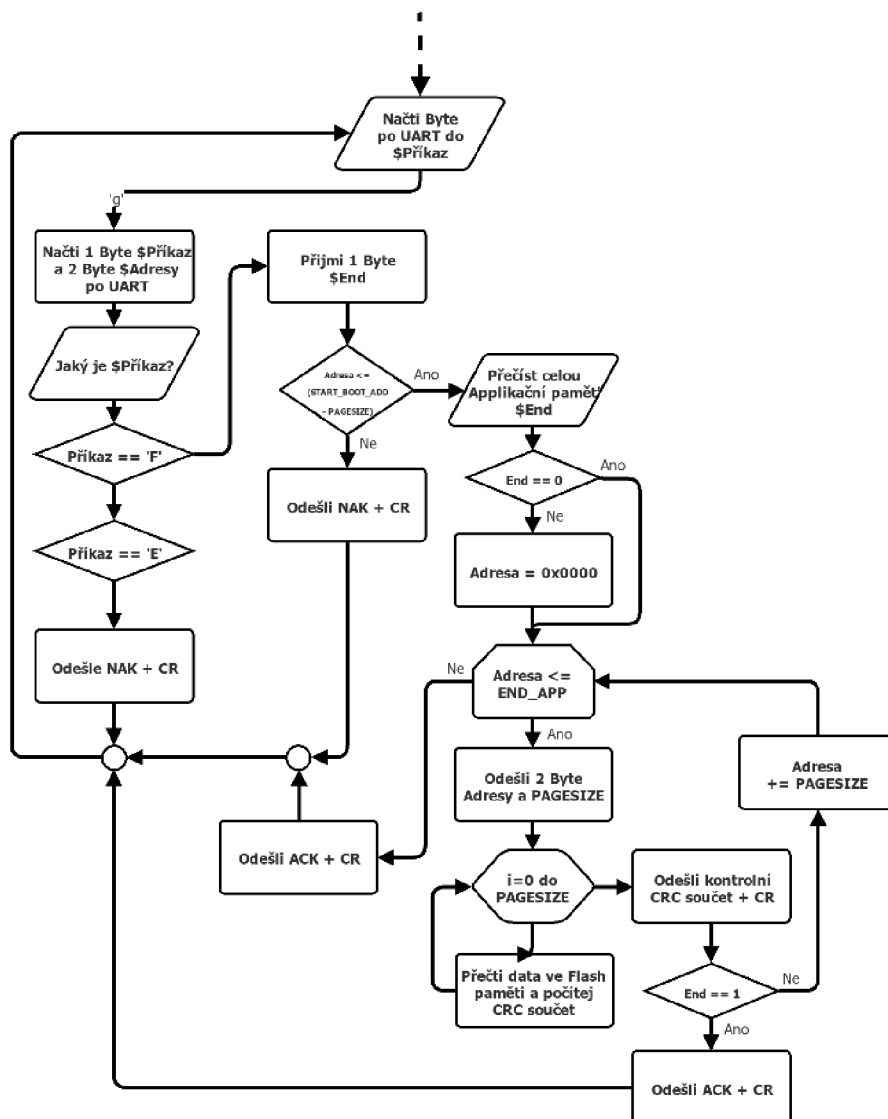 Načti Byte
po UART do
$Příkaz
'g'
Načti 1 Byte $Příkaz
a 2 Byte $Adresy
po UART
Přijmi 1 Byte
$End
Jaký je $Příkaz?
Adresa <=
(START_BOOT_ADD
- PAGESIZE)
Ano
Přečíst celou
Applikační paměť
$End
Ne
Příkaz == 'F'
End == 0
Ano
Odešli NAK + CR
Ne
Příkaz == 'E'
Adresa = 0x0000
Odešle NAK + CR
Ne
Adresa <=
END_APP
Ano
Odešli 2 Byte
Adresy a PAGESIZE
Adresa
+= PAGESIZE
Odešli ACK + CR
i=0 do
PAGESIZE
Odešli kontrolní
CRC součet + CR
Přečti data ve Flash
paměti a počítej
CRC součet
End == 1
Ne
Ano
Odešli ACK + CR